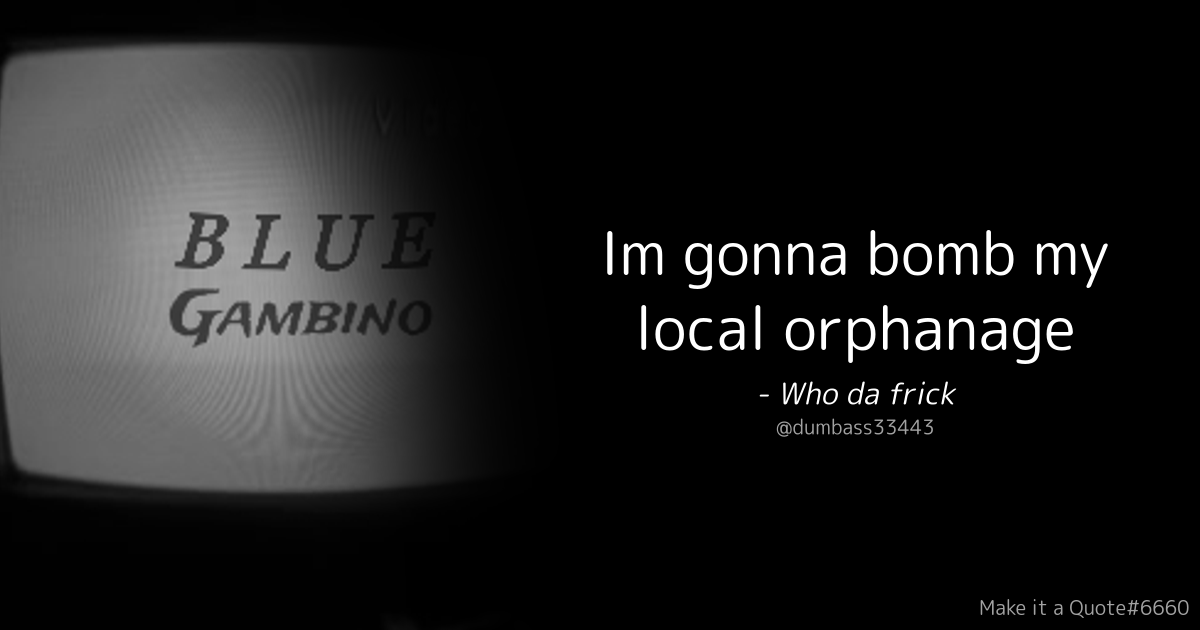 BLUE
GAMBINO
Im gonna bomb my
local orphanage
- Who da frick
@dumbass33443
Make it a Quote#6660